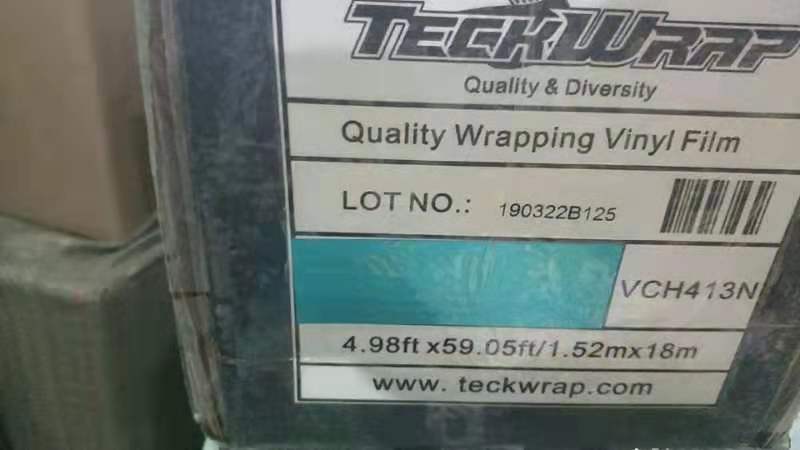 TECKWRAP
Quality & Diversity
Quality Wrapping Vinyl Film
LOT NO.: 190322B125
VCH413N
4.98ft x59.05ft/1.52mx18m
www. teckwrap.com